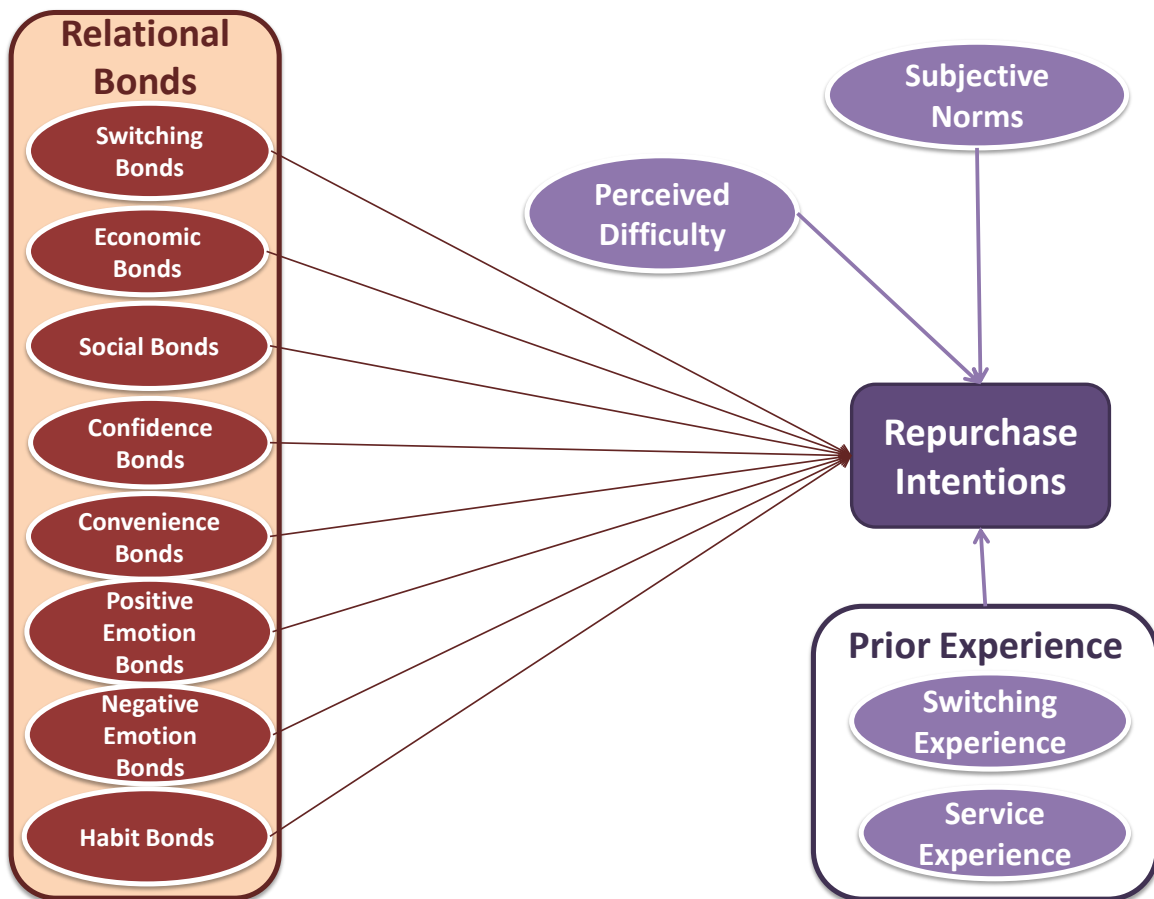 Relational
Bonds
Switching
Bonds
Economic
Bonds
Social Bonds
Confidence
Bonds
Convenience
Bonds
Positive
Emotion
Bonds
Negative
Emotion
Bonds
Habit Bonds
Subjective
Norms
Perceived
Difficulty
Repurchase
Intentions
Prior Experience
Switching
Experience
Service
Experience